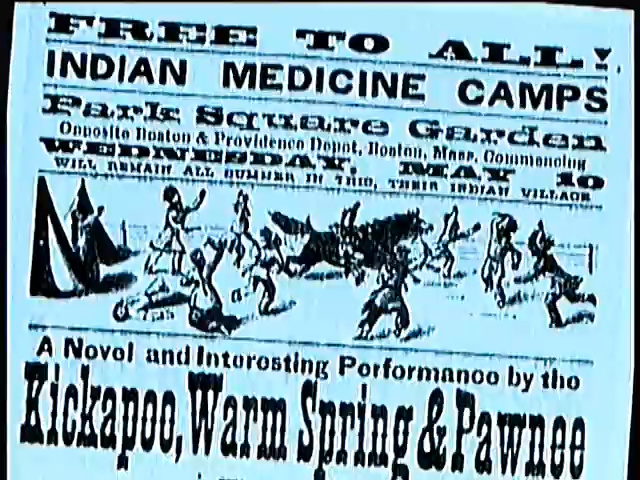 FREE TO ALL!
INDIAN MEDICINE CAMPS
Park Square Garden
Opposite Boston & Providence Depot, Boston, Mass, Commencing
WEDNESDAY, MAY 10
WILL REMAIN ALL SUMMER IN THIS, THEIR INDIAN VILLAGE
A Novel and Interesting Performance by the
Kickapoo, Warm Spring & Pawnee